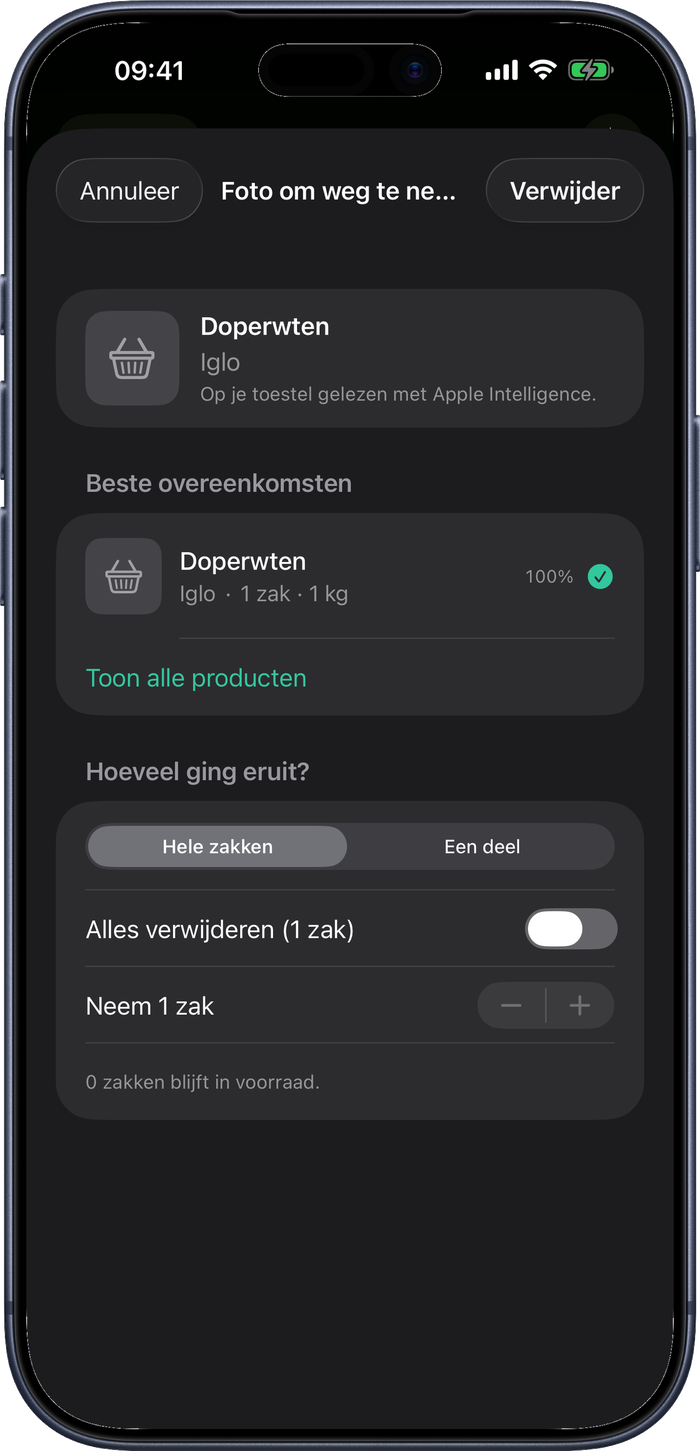 09:41
Annuleer
Foto om weg te ne...
Verwijder
Doperwten
Iglo
Op je toestel gelezen met Apple Intelligence.
Beste overeenkomsten
Doperwten
Iglo · 1 zak · 1 kg
100%
Toon alle producten
Hoeveel ging eruit?
Hele zakken
Een deel
Alles verwijderen (1 zak)
Neem 1 zak
0 zakken blijft in voorraad.